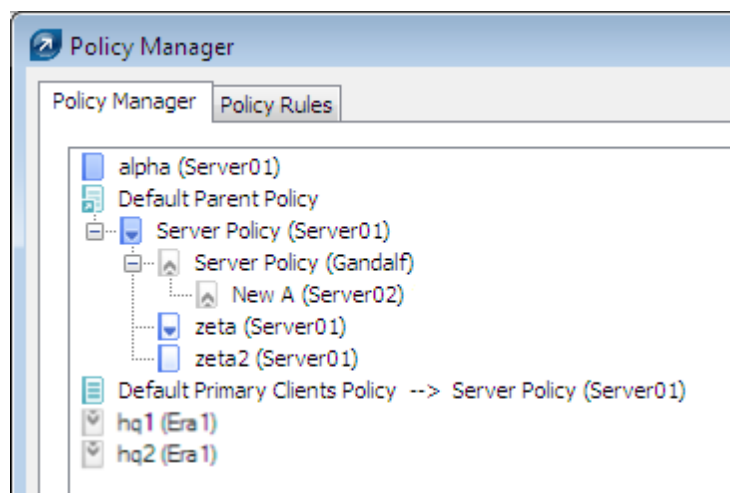 Policy Manager
Policy Manager
Policy Rules
alpha (Server01)
Default Parent Policy
Server Policy (Server01)
Server Policy (Gandalf)
New A (Server02)
zeta (Server01)
zeta2 (Server01)
Default Primary Clients Policy --> Server Policy (Server01)
hq1 (Era1)
hq2 (Era1)